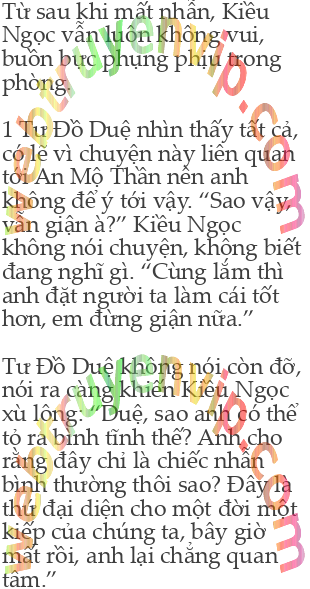 Từ sau khi mất nhẫn, Kiều
Ngọc vẫn luôn không vui,
buồn bực phụng phịu trong
phòng.
1 Tư Đồ Duệ nhìn thấy tất cả,
có lẽ vì chuyện này liên quan
tới An Mộ Thần nên anh
không để ý tới vậy. “Sao vậy,
vẫn giận à?” Kiều Ngọc
không nói chuyện, không biết
đang nghĩ gì. “Cùng lắm thì
anh đặt người ta làm cái tốt
hơn, em đừng giận nữa.”
Tư Đồ Duệ không nói còn đỡ,
nói ra càng khiến Kiều Ngọc
xù lông: “Duệ, sao anh có thể
tỏ ra bình tĩnh thế? Anh cho
rằng đây chỉ là chiếc nhẫn
bình thường thôi sao? Đây là
thứ đại diện cho một đời một
kiếp của chúng ta, bây giờ
mất rồi, anh lại chẳng quan
tâm.”
webtruyenvip.com
webtruyenvip.com